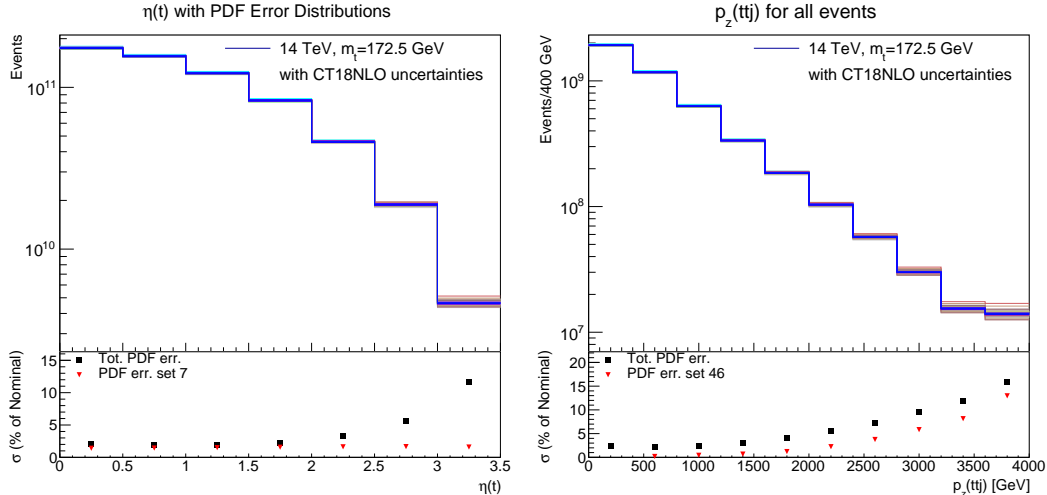 η(t) with PDF Error Distributions
Events
14 TeV, m_t=172.5 GeV
with CT18NLO uncertainties
10^11
10^10
σ (% of Nominal)
Tot. PDF err.
PDF err. set 7
15
10
5
0
0 0.5 1 1.5 2 2.5 3 3.5
η(t)
p_z(ttj) for all events
Events/400 GeV
14 TeV, m_t=172.5 GeV
with CT18NLO uncertainties
10^9
10^8
10^7
σ (% of Nominal)
Tot. PDF err.
PDF err. set 46
20
15
10
5
0
0 500 1000 1500 2000 2500 3000 3500 4000
p_z(ttj) [GeV]